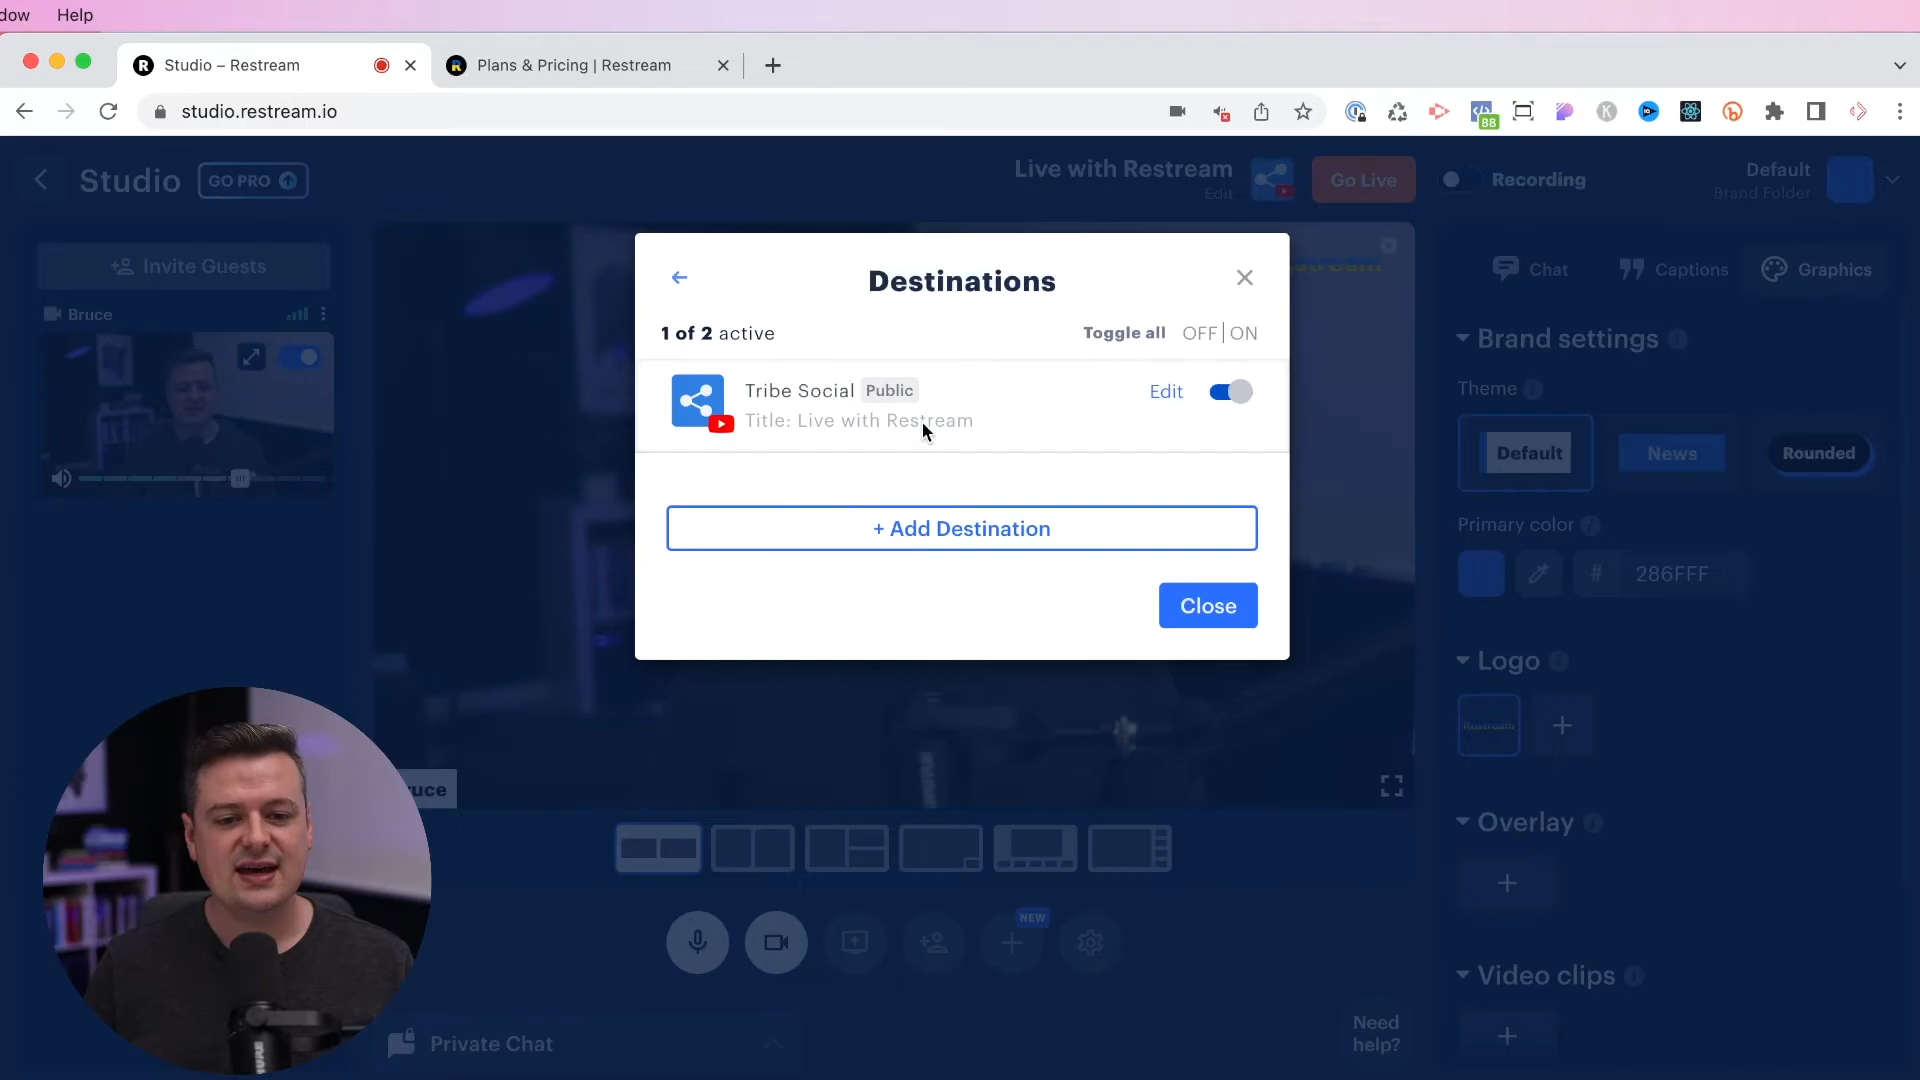 dow Help
Studio – Restream
Plans & Pricing | Restream
studio.restream.io
88
Studio
GO PRO
Live with Restream
Edit
Go Live
Recording
Default
Brand Folder
Invite Guests
Bruce
Destinations
1 of 2 active
Toggle all OFF | ON
Tribe Social Public
Edit
Title: Live with Restream
+ Add Destination
Close
Chat
Captions
Graphics
Brand settings
Theme
Default
News
Rounded
Primary color
# 286FFF
Logo
Restream
Overlay
Video clips
uce
NEW
Private Chat
Need
help?